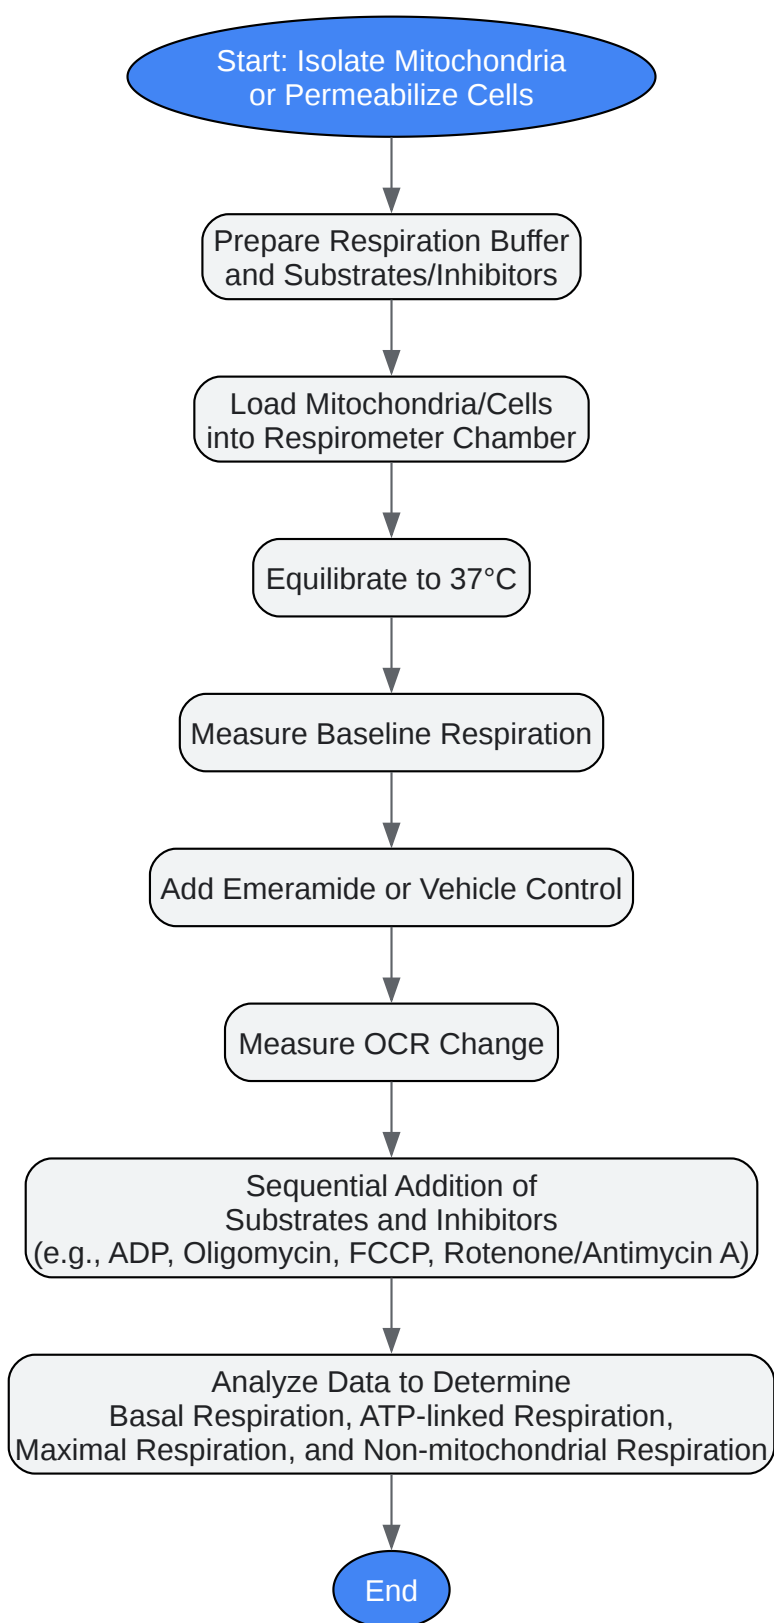 Start: Isolate Mitochondria
or Permeabilize Cells
Prepare Respiration Buffer
and Substrates/Inhibitors
Load Mitochondria/Cells
into Respirometer Chamber
Equilibrate to 37°C
Measure Baseline Respiration
Add Emeramide or Vehicle Control
Measure OCR Change
Sequential Addition of
Substrates and Inhibitors
(e.g., ADP, Oligomycin, FCCP, Rotenone/Antimycin A)
Analyze Data to Determine
Basal Respiration, ATP-linked Respiration,
Maximal Respiration, and Non-mitochondrial Respiration
End